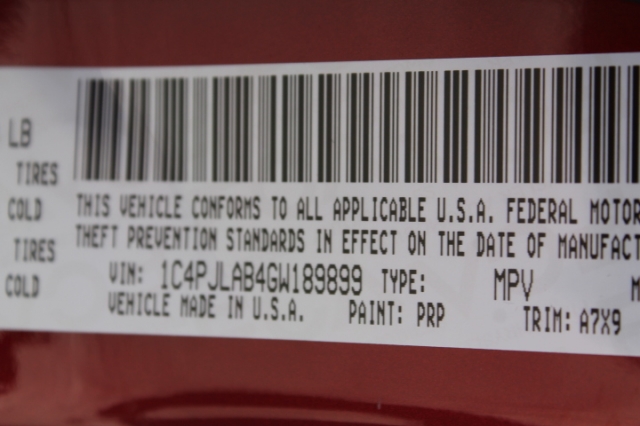 LB
TIRES
COLD
TIRES
COLD
THIS VEHICLE CONFORMS TO ALL APPLICABLE U.S.A. FEDERAL MOTOR
THEFT PREVENTION STANDARDS IN EFFECT ON THE DATE OF MANUFACT
VIN: 1C4PJLAB4GW189899 TYPE: MPV M
VEHICLE MADE IN U.S.A. PAINT: PRP TRIM: A7X9